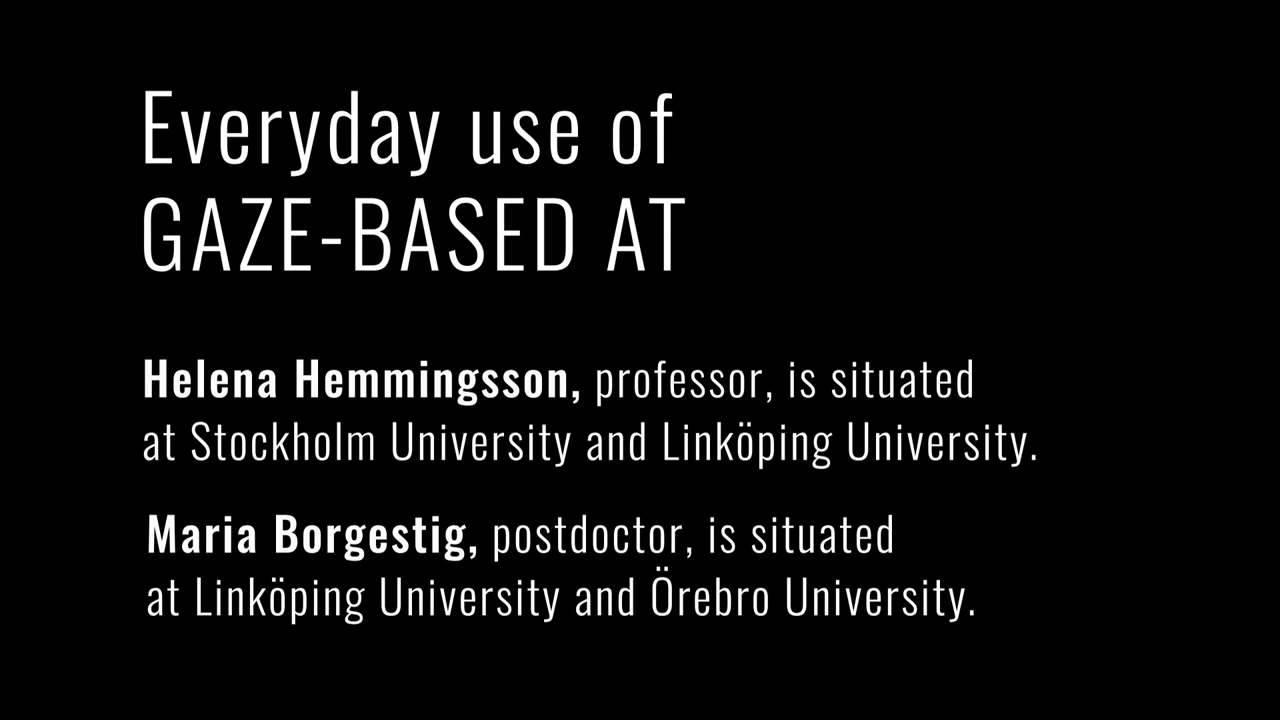 Everyday use of
GAZE-BASED AT
Helena Hemmingsson, professor, is situated
at Stockholm University and Linköping University.
Maria Borgestig, postdoctor, is situated
at Linköping University and Örebro University.